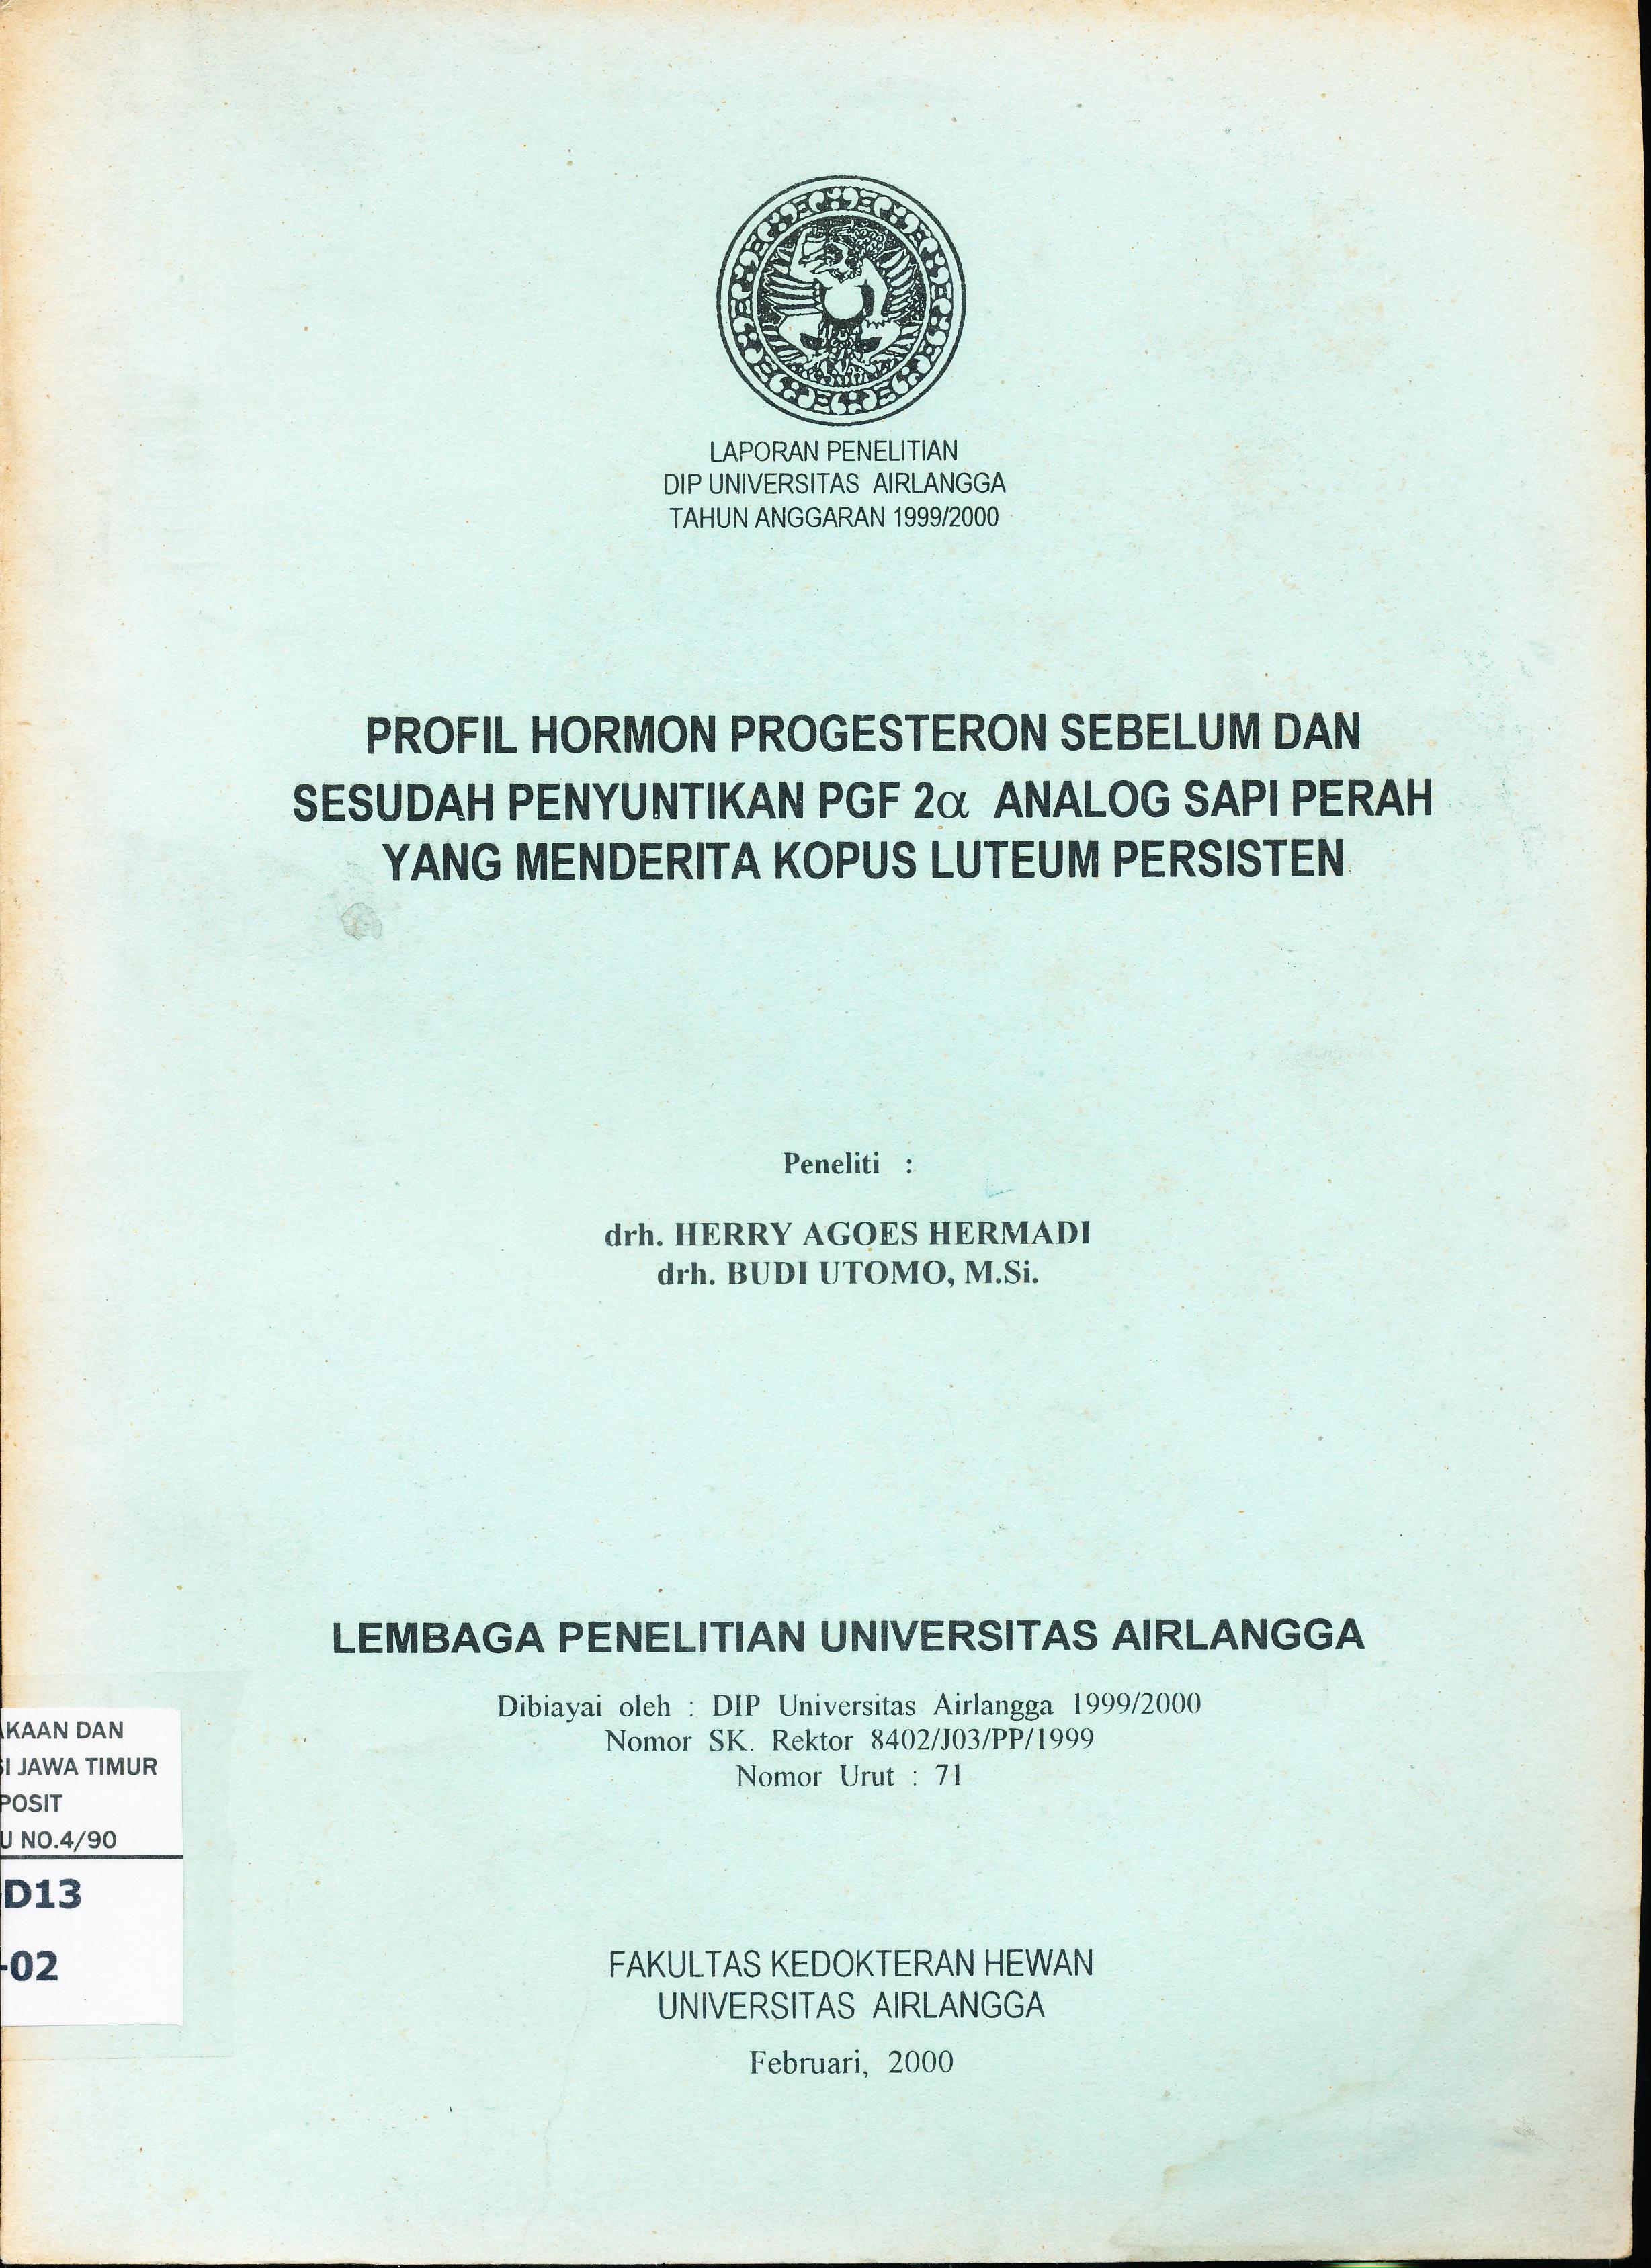 LAPORAN PENELITIAN
DIP UNIVERSITAS AIRLANGGA
TAHUN ANGGARAN 1999/2000
PROFIL HORMON PROGESTERON SEBELUM DAN
SESUDAH PENYUNTIKAN PGF 2α ANALOG SAPI PERAH
YANG MENDERITA KOPUS LUTEUM PERSISTEN
Peneliti :
drh. HERRY AGOES HERMADI
drh. BUDI UTOMO, M.Si.
LEMBAGA PENELITIAN UNIVERSITAS AIRLANGGA
Dibiayai oleh : DIP Universitas Airlangga 1999/2000
Nomor SK. Rektor 8402/J03/PP/1999
Nomor Urut : 71
AKAAN DAN
SI JAWA TIMUR
POSIT
U NO.4/90
-D13
-02
FAKULTAS KEDOKTERAN HEWAN
UNIVERSITAS AIRLANGGA
Februari, 2000